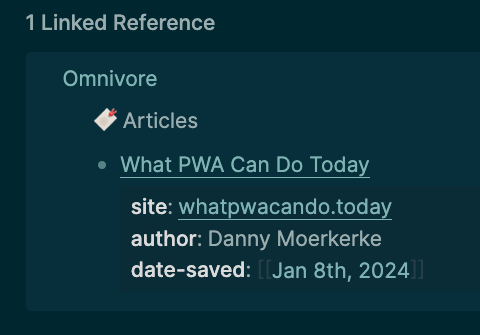 1 Linked Reference
Omnivore
🔖 Articles
What PWA Can Do Today
site: whatpwacando.today
author: Danny Moerkerke
date-saved: [[Jan 8th, 2024]]